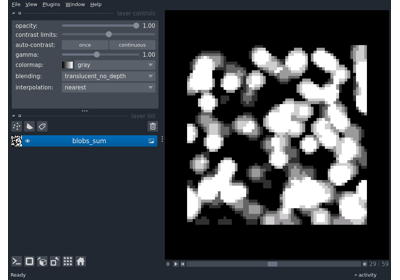 File View Plugins Window Help
layer controls
opacity: 1.00
contrast limits:
auto-contrast: once continuous
gamma: 1.00
colormap: gray
blending: translucent_no_depth
interpolation: nearest
layer list
blobs_sum
29 59
Ready
activity